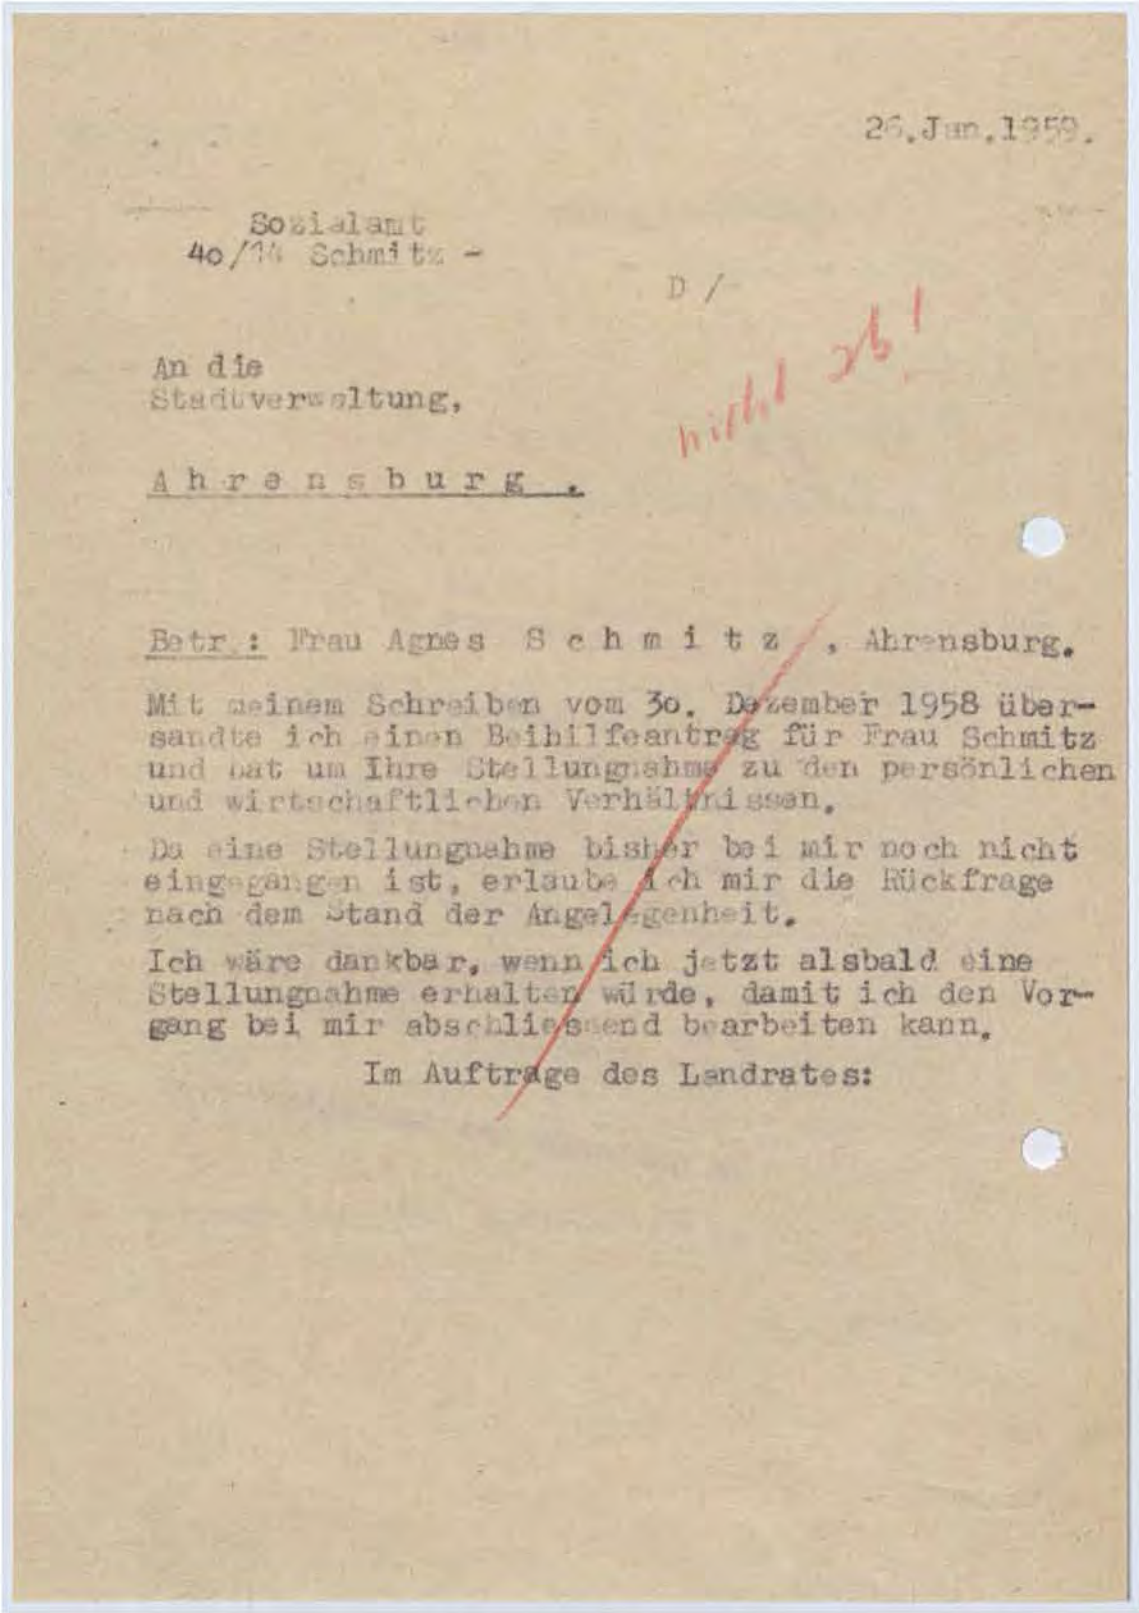 26.Jan.1959.
Sozialamt
40/14 Schmitz -
D/
nicht ab!
An die
Stadtverwaltung,
Ahrensburg.
Betr.: Frau Agnes Schmitz, Ahrensburg.
Mit meinem Schreiben vom 30. Dezember 1958 über-
sandte ich einen Beihilfeantrag für Frau Schmitz
und bat um Ihre Stellungnahme zu den persönlichen
und wirtschaftlichen Verhältnissen.
Da eine Stellungnahme bisher bei mir noch nicht
eingegangen ist, erlaube ich mir die Rückfrage
nach dem Stand der Angelegenheit.
Ich wäre dankbar, wenn ich jetzt alsbald eine
Stellungnahme erhalten würde, damit ich den Vor-
gang bei mir abschliessend bearbeiten kann.
Im Auftrage des Landrates: